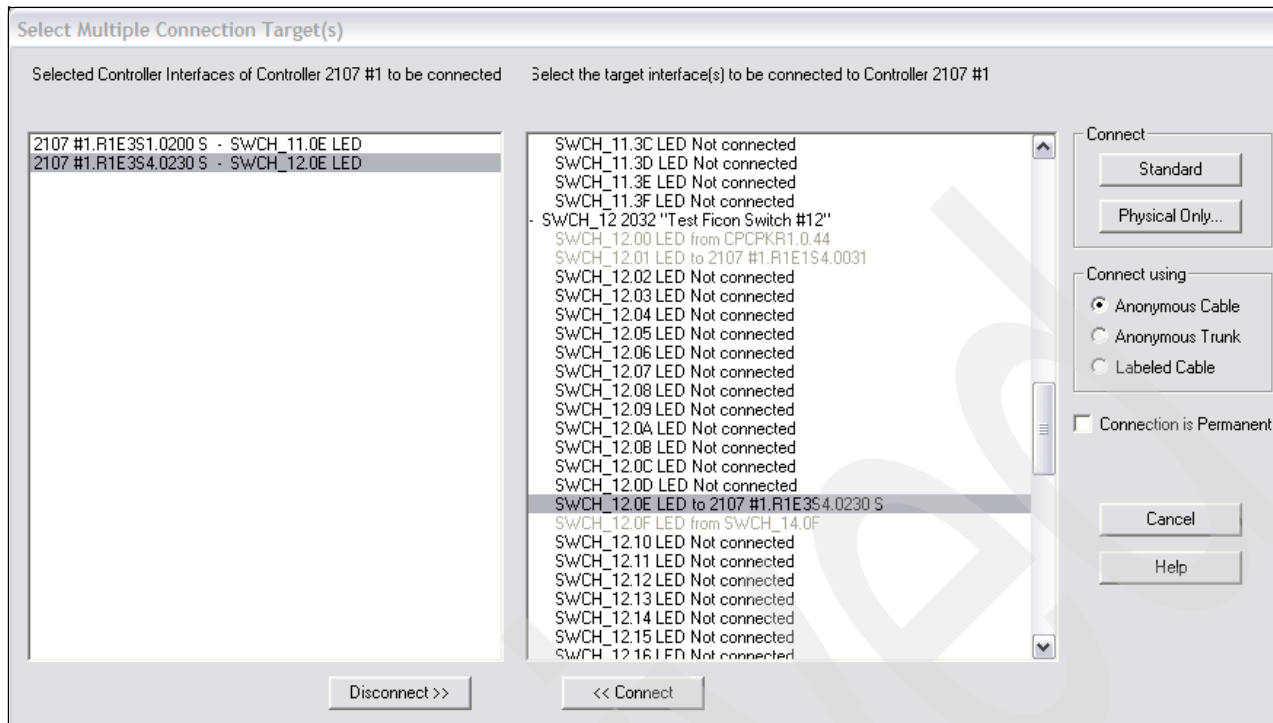 Select Multiple Connection Target(s)
Selected Controller Interfaces of Controller 2107 #1 to be connected
Select the target interface(s) to be connected to Controller 2107 #1
2107 #1.R1E3S1.0200 S - SWCH_11.0E LED
2107 #1.R1E3S4.0230 S - SWCH_12.0E LED
SWCH_11.3C LED Not connected
SWCH_11.3D LED Not connected
SWCH_11.3E LED Not connected
SWCH_11.3F LED Not connected
- SWCH_12 2032 "Test Ficon Switch #12"
SWCH_12.00 LED from CPCPKR1.0.44
SWCH_12.01 LED to 2107 #1.R1E1S4.0031
SWCH_12.02 LED Not connected
SWCH_12.03 LED Not connected
SWCH_12.04 LED Not connected
SWCH_12.05 LED Not connected
SWCH_12.06 LED Not connected
SWCH_12.07 LED Not connected
SWCH_12.08 LED Not connected
SWCH_12.09 LED Not connected
SWCH_12.0A LED Not connected
SWCH_12.0B LED Not connected
SWCH_12.0C LED Not connected
SWCH_12.0D LED Not connected
SWCH_12.0E LED to 2107 #1.R1E3S4.0230 S
SWCH_12.0F LED from SWCH_14.0F
SWCH_12.10 LED Not connected
SWCH_12.11 LED Not connected
SWCH_12.12 LED Not connected
SWCH_12.13 LED Not connected
SWCH_12.14 LED Not connected
SWCH_12.15 LED Not connected
SWCH_12.16 LED Not connected
Connect
Standard
Physical Only...
Connect using
Anonymous Cable
Anonymous Trunk
Labeled Cable
Connection is Permanent
Cancel
Help
Disconnect >>
<< Connect